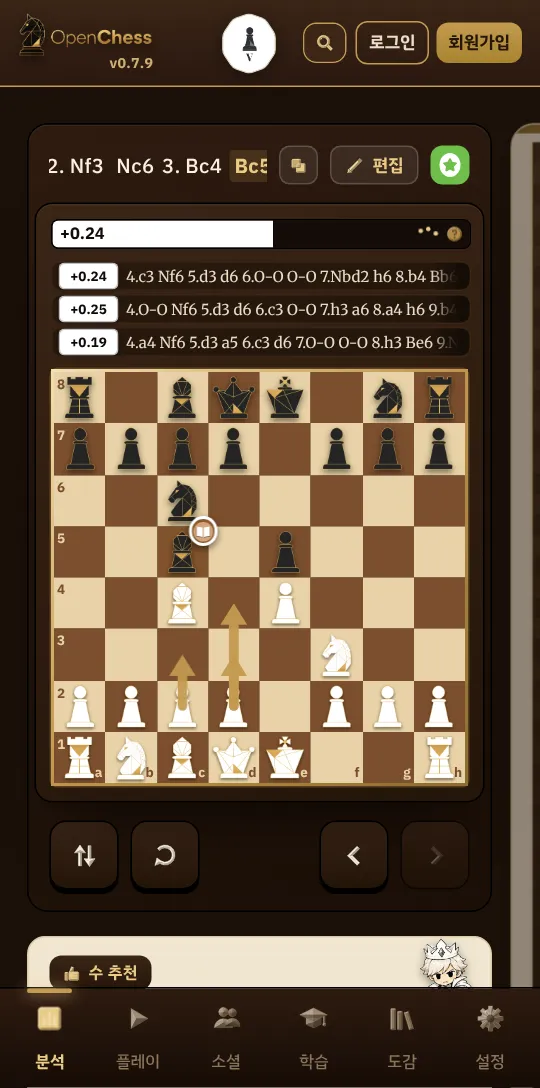 OpenChess
v0.7.9
V
로그인
회원가입
2. Nf3 Nc6 3. Bc4 Bc5
편집
+0.24
?
+0.24 4.c3 Nf6 5.d3 d6 6.O-O O-O 7.Nbd2 h6 8.b4 Bb6
+0.25 4.O-O Nf6 5.d3 d6 6.c3 O-O 7.h3 a6 8.a4 h6 9.b4
+0.19 4.a4 Nf6 5.d3 a5 6.c3 d6 7.O-O O-O 8.h3 Be6 9.N
8
7
6
5
4
3
2
1 a b c d e f g h
수 추천
분석 플레이 소셜 학습 도감 설정